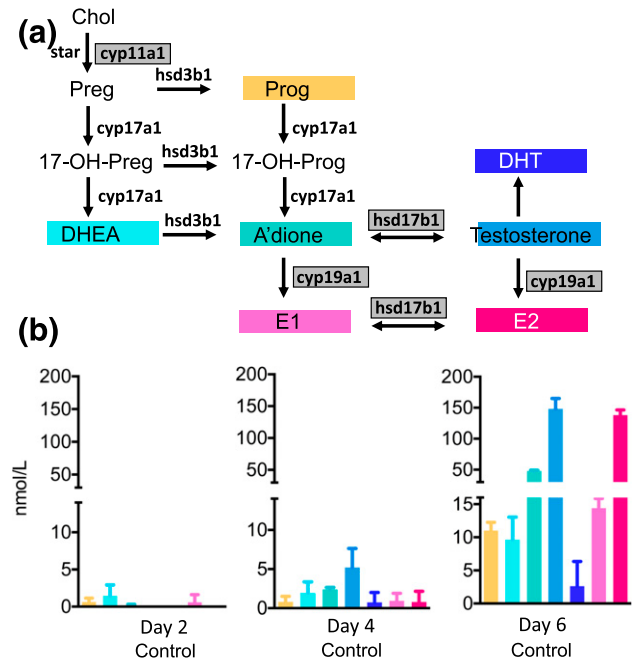 (a)
Chol
star
cyp11a1
Preg
hsd3b1
Prog
cyp17a1
cyp17a1
17-OH-Preg
hsd3b1
17-OH-Prog
DHT
cyp17a1
cyp17a1
DHEA
hsd3b1
A'dione
hsd17b1
Testosterone
cyp19a1
cyp19a1
E1
hsd17b1
E2
(b)
nmol/L
200
150
100
50
10
5
0
Day 2
Control
200
150
100
50
10
5
0
Day 4
Control
200
150
100
50
15
10
5
0
Day 6
Control